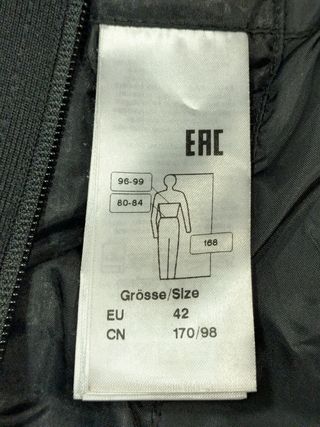 EAC
96-99
80-84
168
Grösse/Size
EU 42
CN 170/98